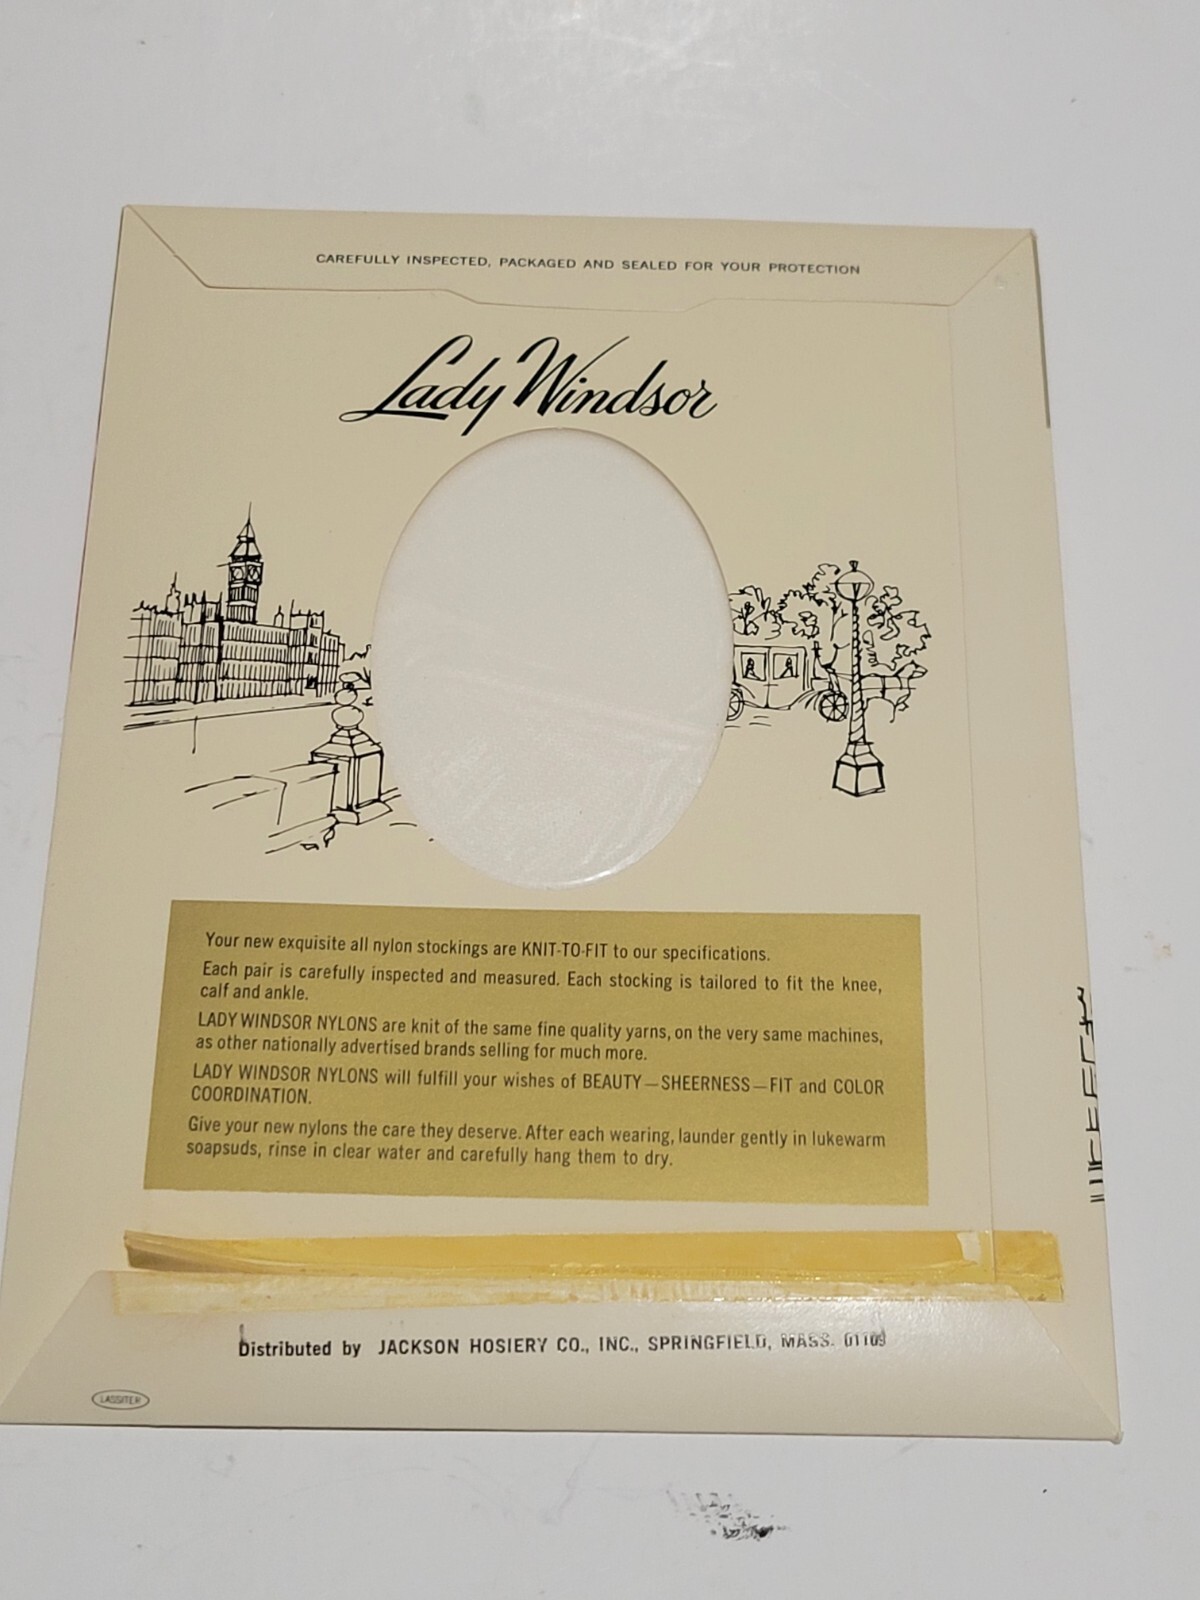 CAREFULLY INSPECTED, PACKAGED AND SEALED FOR YOUR PROTECTION
Lady Windsor
Your new exquisite all nylon stockings are KNIT-TO-FIT to our specifications.
Each pair is carefully inspected and measured. Each stocking is tailored to fit the knee,
calf and ankle.
LADY WINDSOR NYLONS are knit of the same fine quality yarns, on the very same machines,
as other nationally advertised brands selling for much more.
LADY WINDSOR NYLONS will fulfill your wishes of BEAUTY—SHEERNESS—FIT and COLOR
COORDINATION.
Give your new nylons the care they deserve. After each wearing, launder gently in lukewarm
soapsuds, rinse in clear water and carefully hang them to dry.
Distributed by JACKSON HOSIERY CO., INC., SPRINGFIELD, MASS. 01109
LASSITER